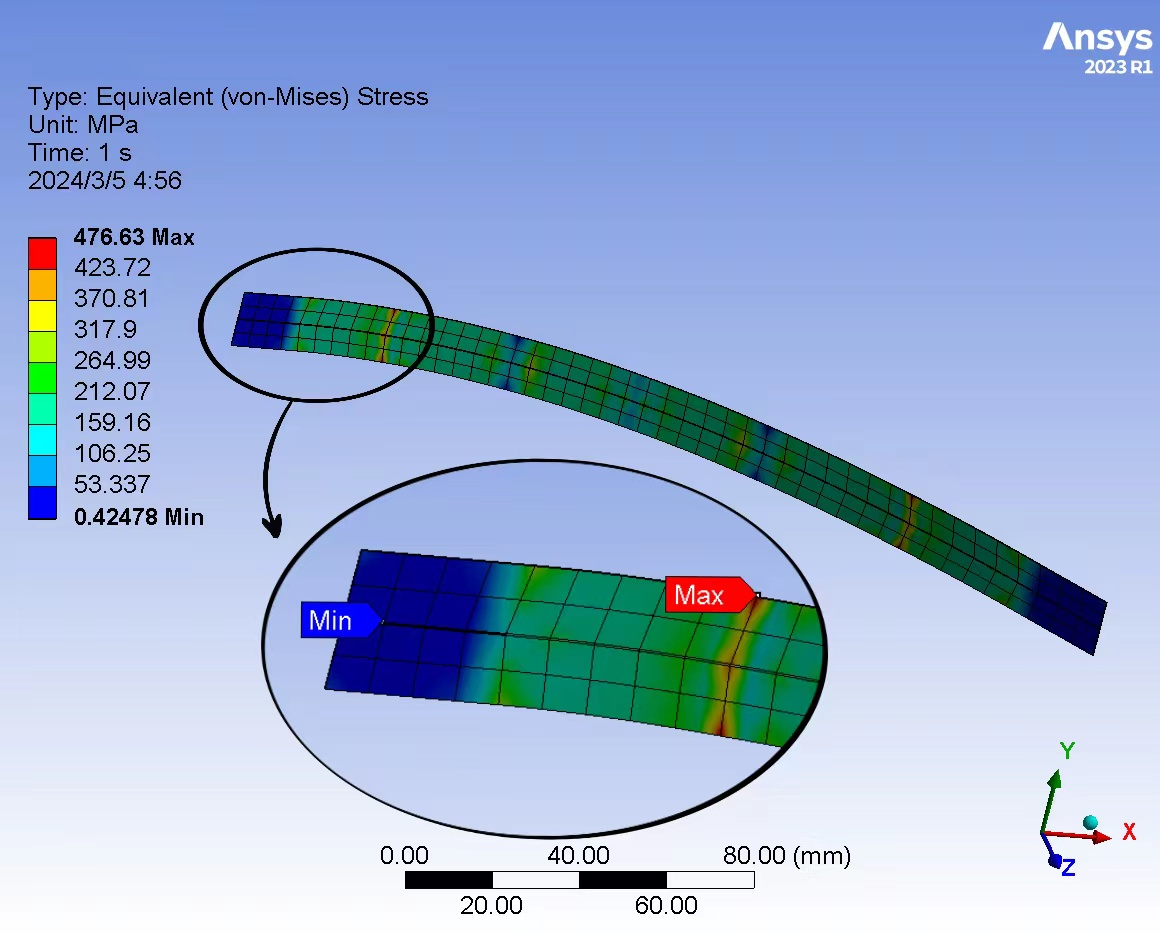 Ansys
2023 R1
Type: Equivalent (von-Mises) Stress
Unit: MPa
Time: 1 s
2024/3/5 4:56
476.63 Max
423.72
370.81
317.9
264.99
212.07
159.16
106.25
53.337
0.42478 Min
Max
Min
Y
X
Z
0.00 40.00 80.00 (mm)
20.00 60.00